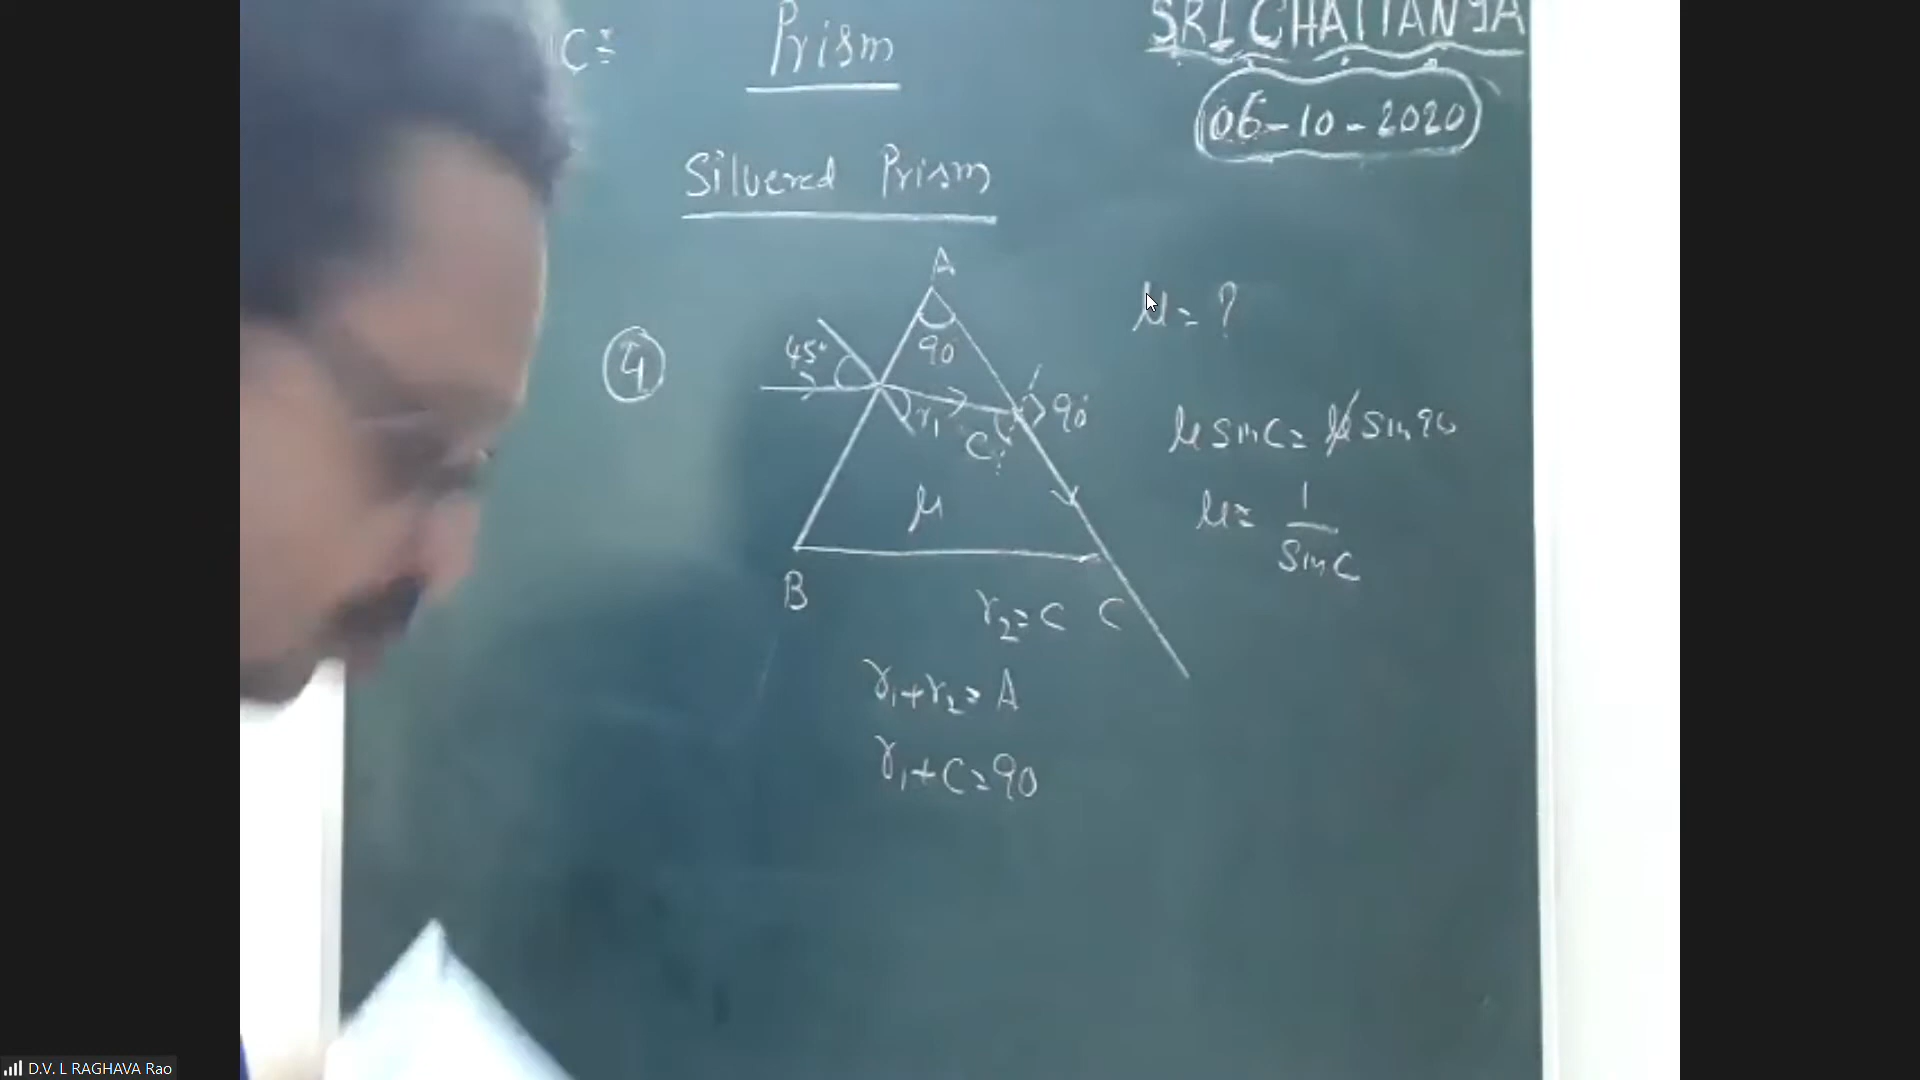 C=
Prism
SRI CHAITANYA
06-10-2020
Silvered Prism
A
μ = ?
4
45°
90
r₁
C
90°
μ sin C = μ sin 90
μ
μ = 1/sin C
B
r₂ = C
C
r₁+r₂ = A
r₁+C = 90
D.V. L RAGHAVA Rao